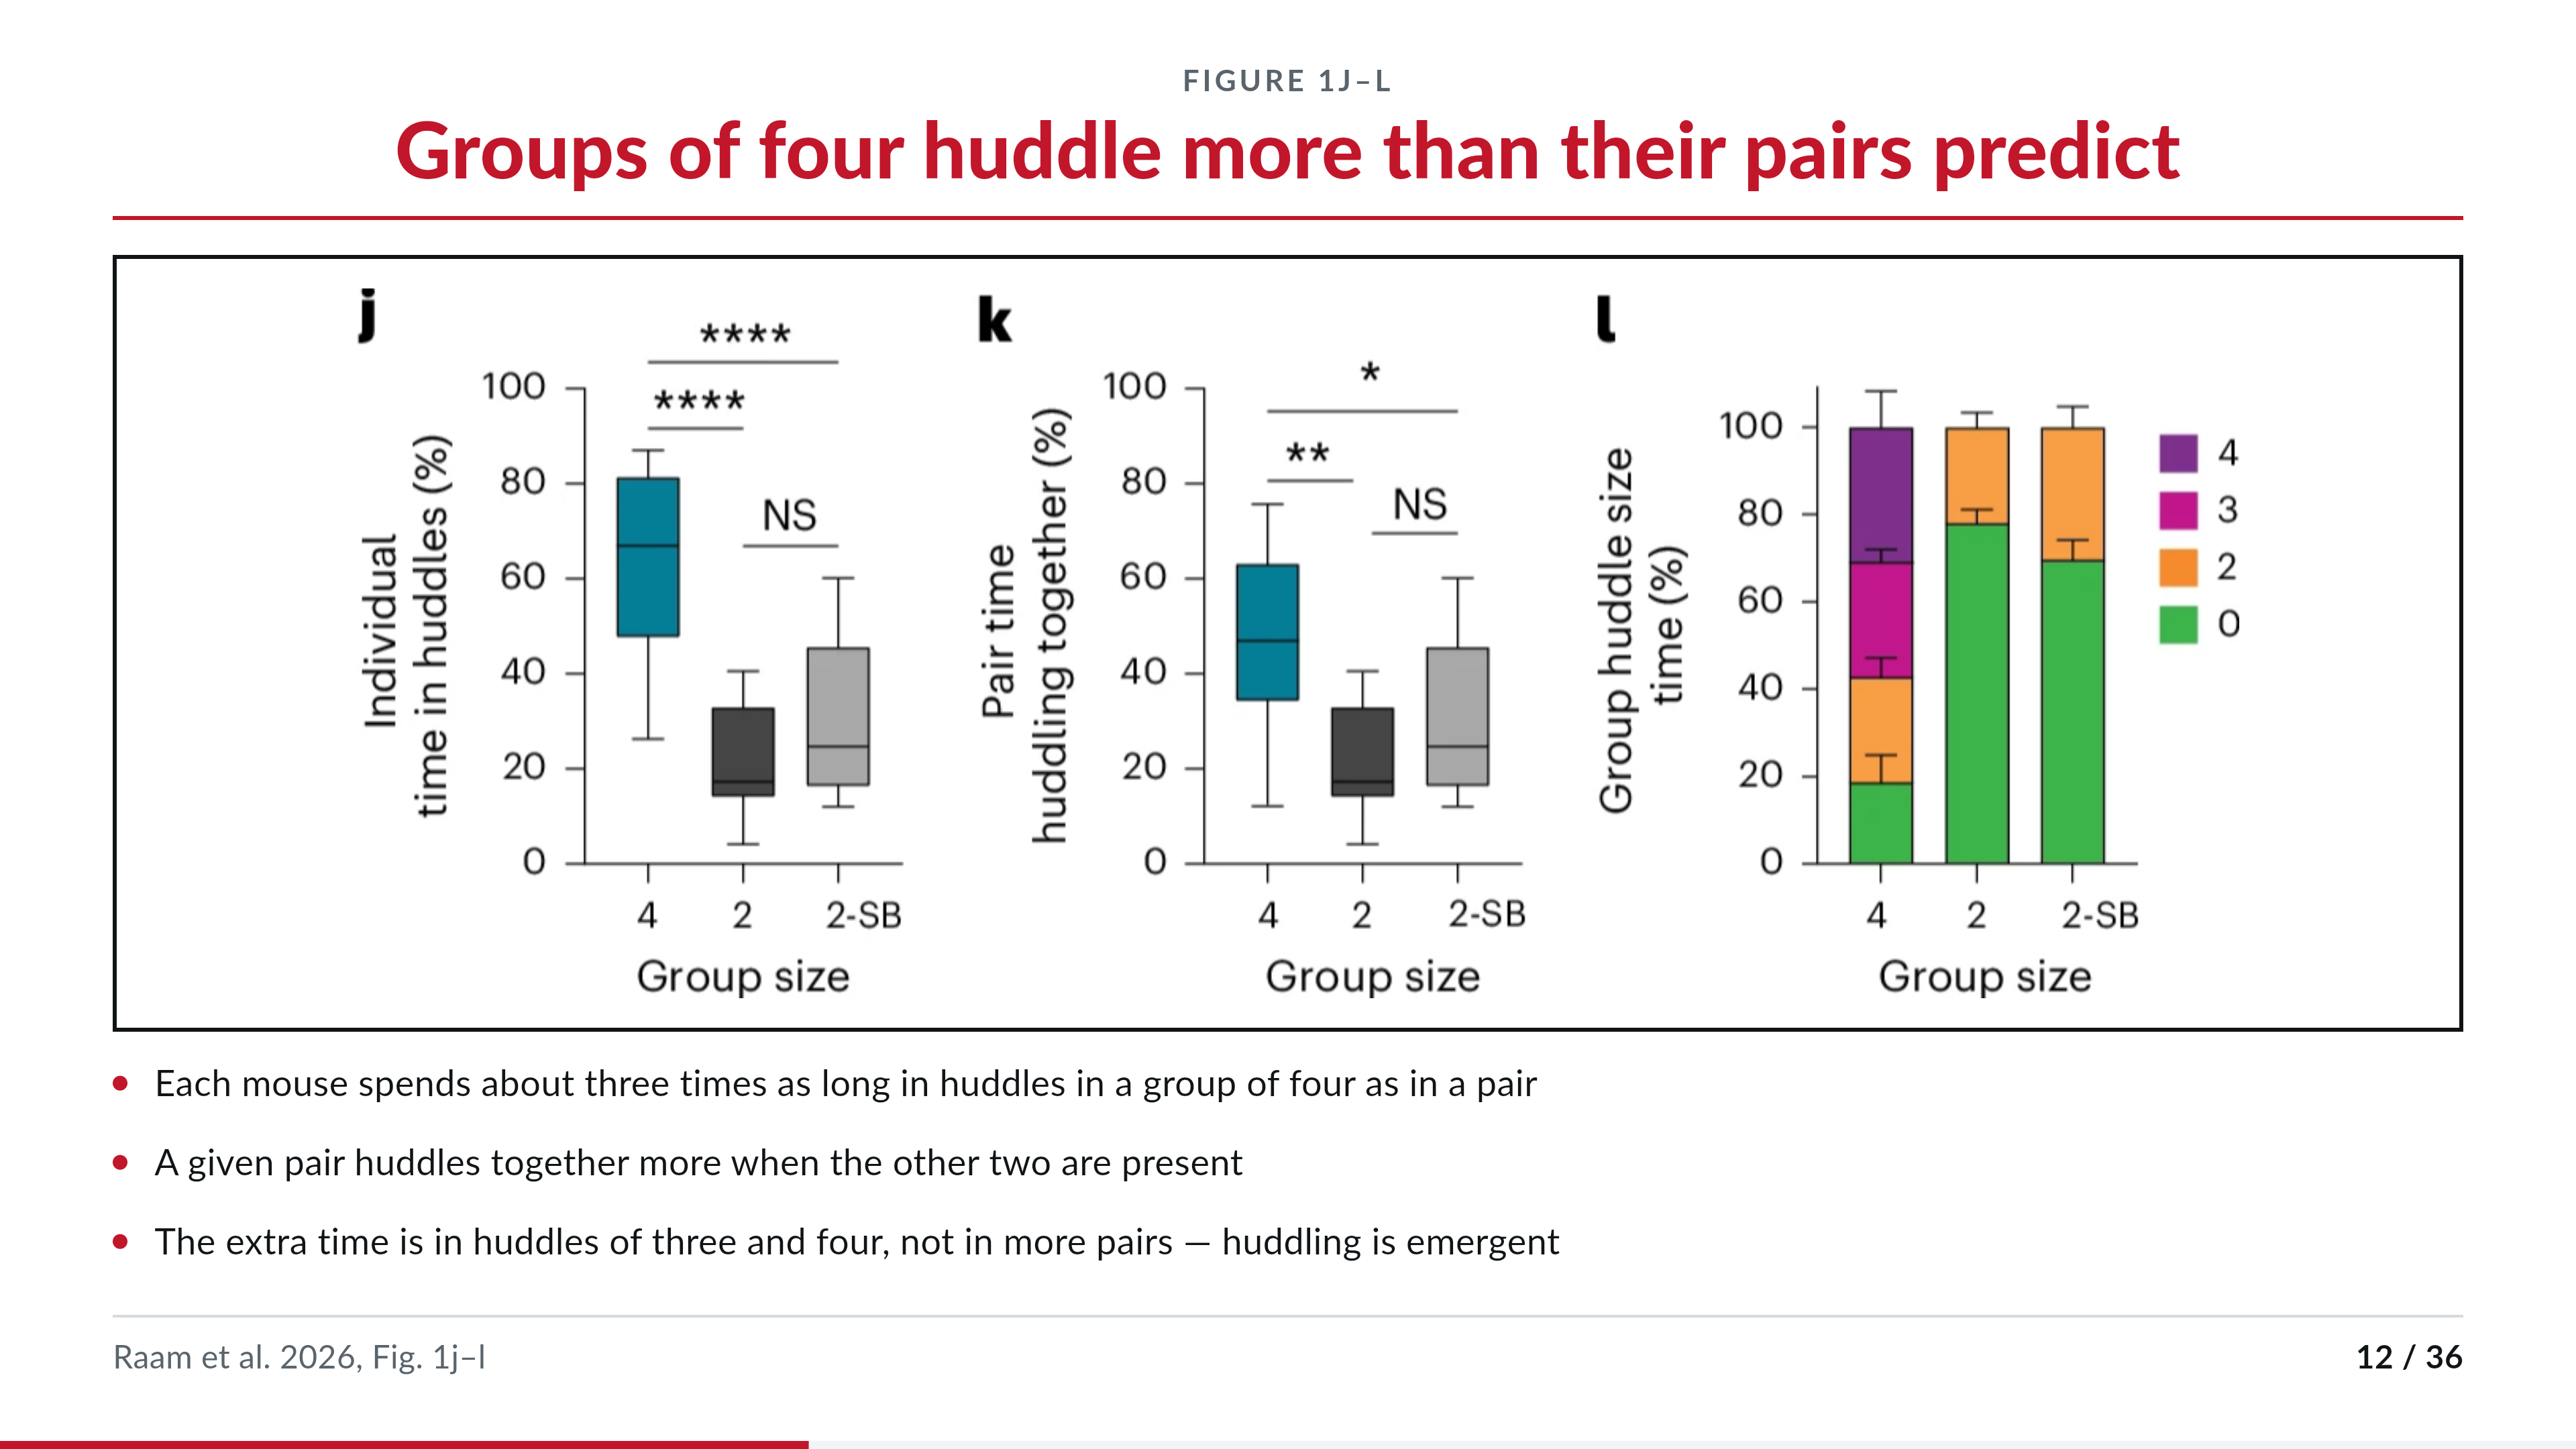 FIGURE 1J–L
Groups of four huddle more than their pairs predict
j
****
****
NS
100
80
60
40
20
0
Individual
time in huddles (%)
4 2 2-SB
Group size
k
*
**
NS
100
80
60
40
20
0
Pair time
huddling together (%)
4 2 2-SB
Group size
l
100
80
60
40
20
0
Group huddle size
time (%)
4 2 2-SB
Group size
4
3
2
0
• Each mouse spends about three times as long in huddles in a group of four as in a pair
• A given pair huddles together more when the other two are present
• The extra time is in huddles of three and four, not in more pairs — huddling is emergent
Raam et al. 2026, Fig. 1j–l
12 / 36